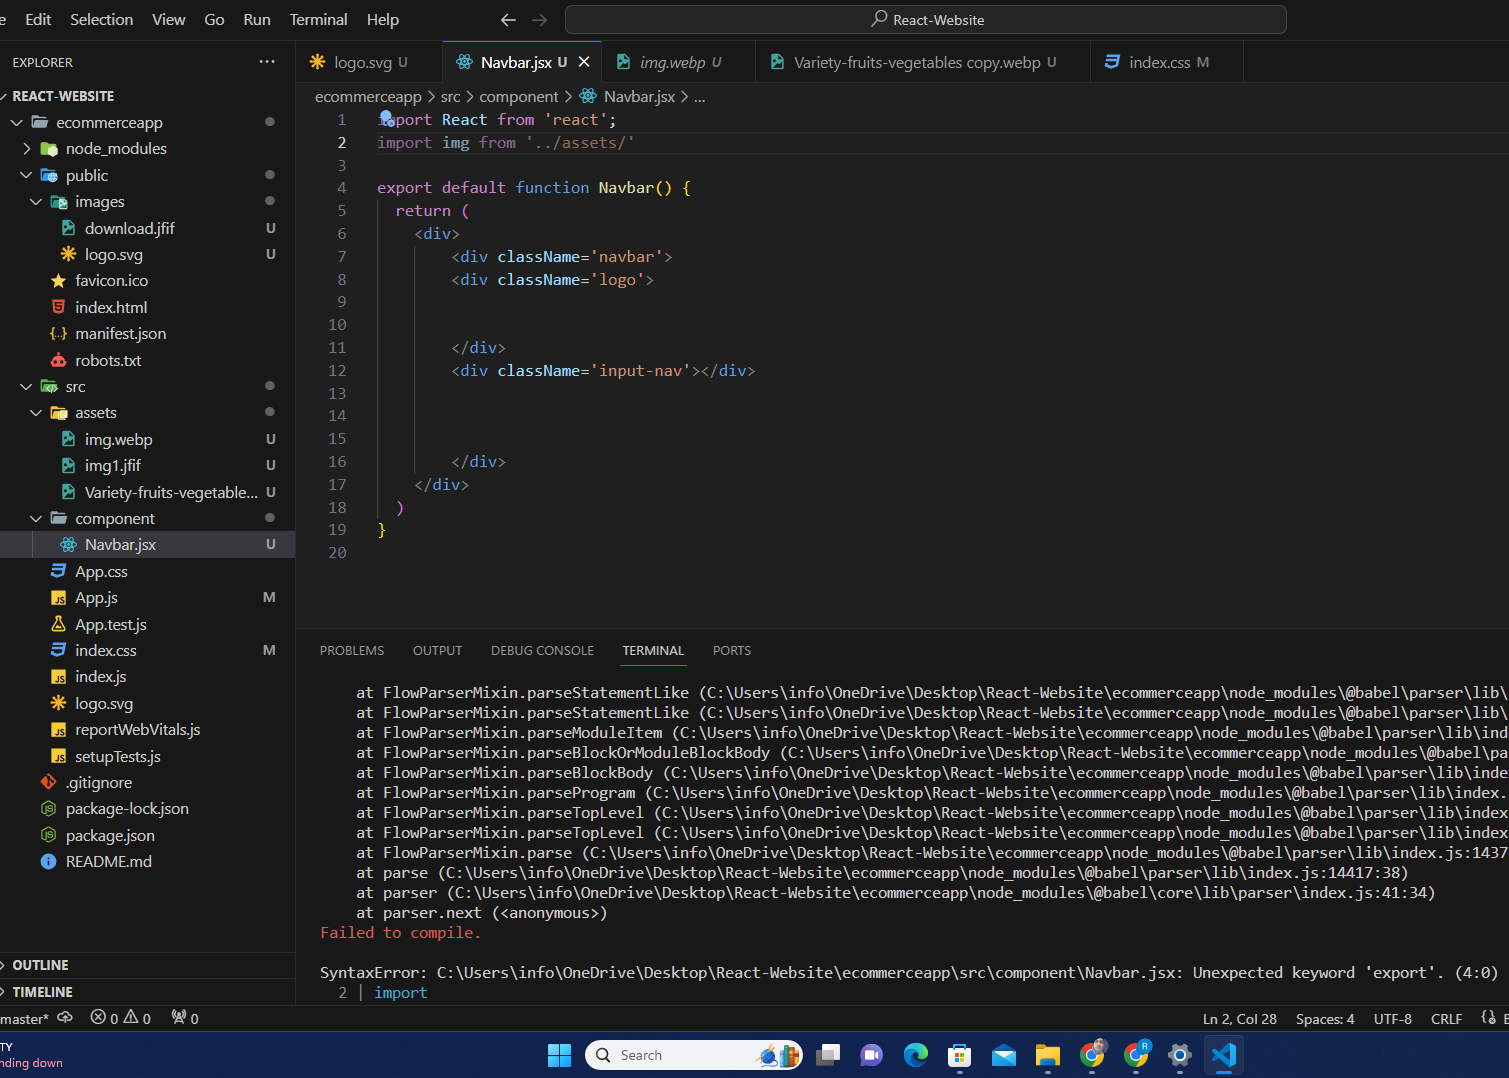 Edit Selection View Go Run Terminal Help
React-Website
EXPLORER
REACT-WEBSITE
ecommerceapp
node_modules
public
images
download.jfif U
logo.svg U
favicon.ico
index.html
manifest.json
robots.txt
src
assets
img.webp U
img1.jfif U
Variety-fruits-vegetable... U
component
Navbar.jsx U
App.css
App.js M
App.test.js
index.css M
index.js
logo.svg
reportWebVitals.js
setupTests.js
.gitignore
package-lock.json
package.json
README.md
OUTLINE
TIMELINE
logo.svg U
Navbar.jsx U
img.webp U
Variety-fruits-vegetables copy.webp U
index.css M
ecommerceapp > src > component > Navbar.jsx > ...
1 import React from 'react';
2 import img from '../assets/'
3
4 export default function Navbar() {
5 return (
6 <div>
7 <div className='navbar'>
8 <div className='logo'>
9
10
11 </div>
12 <div className='input-nav'></div>
13
14
15
16 </div>
17 </div>
18 )
19 }
20
PROBLEMS OUTPUT DEBUG CONSOLE TERMINAL PORTS
at FlowParserMixin.parseStatementLike (C:\Users\info\OneDrive\Desktop\React-Website\ecommerceapp\node_modules\@babel\parser\lib\
at FlowParserMixin.parseStatementLike (C:\Users\info\OneDrive\Desktop\React-Website\ecommerceapp\node_modules\@babel\parser\lib\
at FlowParserMixin.parseModuleItem (C:\Users\info\OneDrive\Desktop\React-Website\ecommerceapp\node_modules\@babel\parser\lib\ind
at FlowParserMixin.parseBlockOrModuleBlockBody (C:\Users\info\OneDrive\Desktop\React-Website\ecommerceapp\node_modules\@babel\pa
at FlowParserMixin.parseBlockBody (C:\Users\info\OneDrive\Desktop\React-Website\ecommerceapp\node_modules\@babel\parser\lib\inde
at FlowParserMixin.parseProgram (C:\Users\info\OneDrive\Desktop\React-Website\ecommerceapp\node_modules\@babel\parser\lib\index.
at FlowParserMixin.parseTopLevel (C:\Users\info\OneDrive\Desktop\React-Website\ecommerceapp\node_modules\@babel\parser\lib\index
at FlowParserMixin.parseTopLevel (C:\Users\info\OneDrive\Desktop\React-Website\ecommerceapp\node_modules\@babel\parser\lib\index
at FlowParserMixin.parse (C:\Users\info\OneDrive\Desktop\React-Website\ecommerceapp\node_modules\@babel\parser\lib\index.js:1437
at parse (C:\Users\info\OneDrive\Desktop\React-Website\ecommerceapp\node_modules\@babel\parser\lib\index.js:14417:38)
at parser (C:\Users\info\OneDrive\Desktop\React-Website\ecommerceapp\node_modules\@babel\core\lib\parser\index.js:41:34)
at parser.next (<anonymous>)
Failed to compile.
SyntaxError: C:\Users\info\OneDrive\Desktop\React-Website\ecommerceapp\src\component\Navbar.jsx: Unexpected keyword 'export'. (4:0)
2 | import
master* 0 0 0
Ln 2, Col 28 Spaces: 4 UTF-8 CRLF
TY
nding down
Search